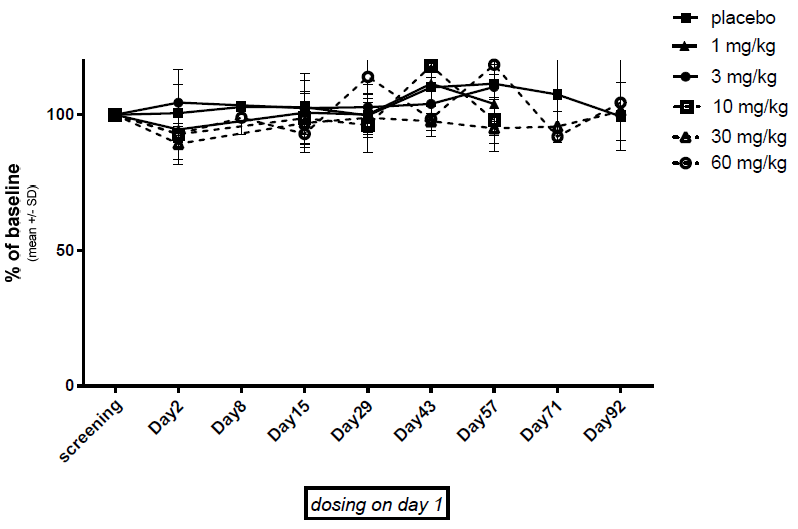 placebo
1 mg/kg
3 mg/kg
10 mg/kg
30 mg/kg
60 mg/kg
% of baseline
(mean +/- SD)
100
50
0
screening
Day2
Day8
Day15
Day29
Day43
Day57
Day71
Day92
dosing on day 1